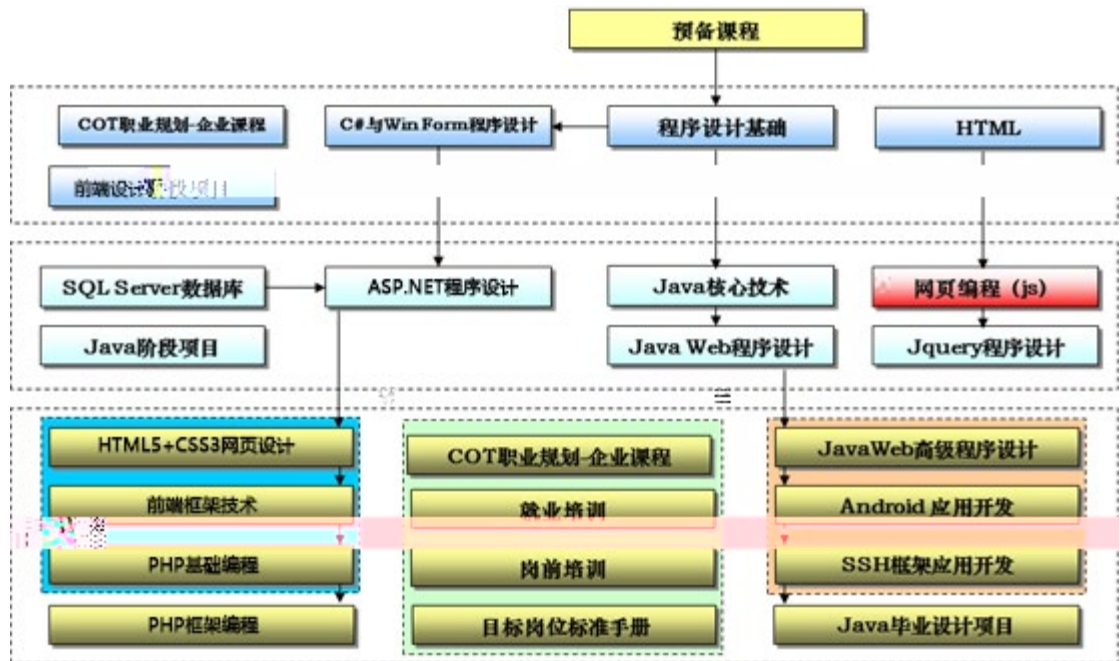 预备课程
COT职业规划-企业课程
C#与Win Form程序设计
程序设计基础
HTML
前端设计阶段项目
SQL Server数据库
ASP.NET程序设计
Java核心技术
网页编程（js）
Java阶段项目
Java Web程序设计
Jquery程序设计
HTML5+CSS3网页设计
COT职业规划-企业课程
JavaWeb高级程序设计
前端框架技术
就业培训
Android 应用开发
PHP基础编程
岗前培训
SSH框架应用开发
PHP框架编程
目标岗位标准手册
Java毕业设计项目